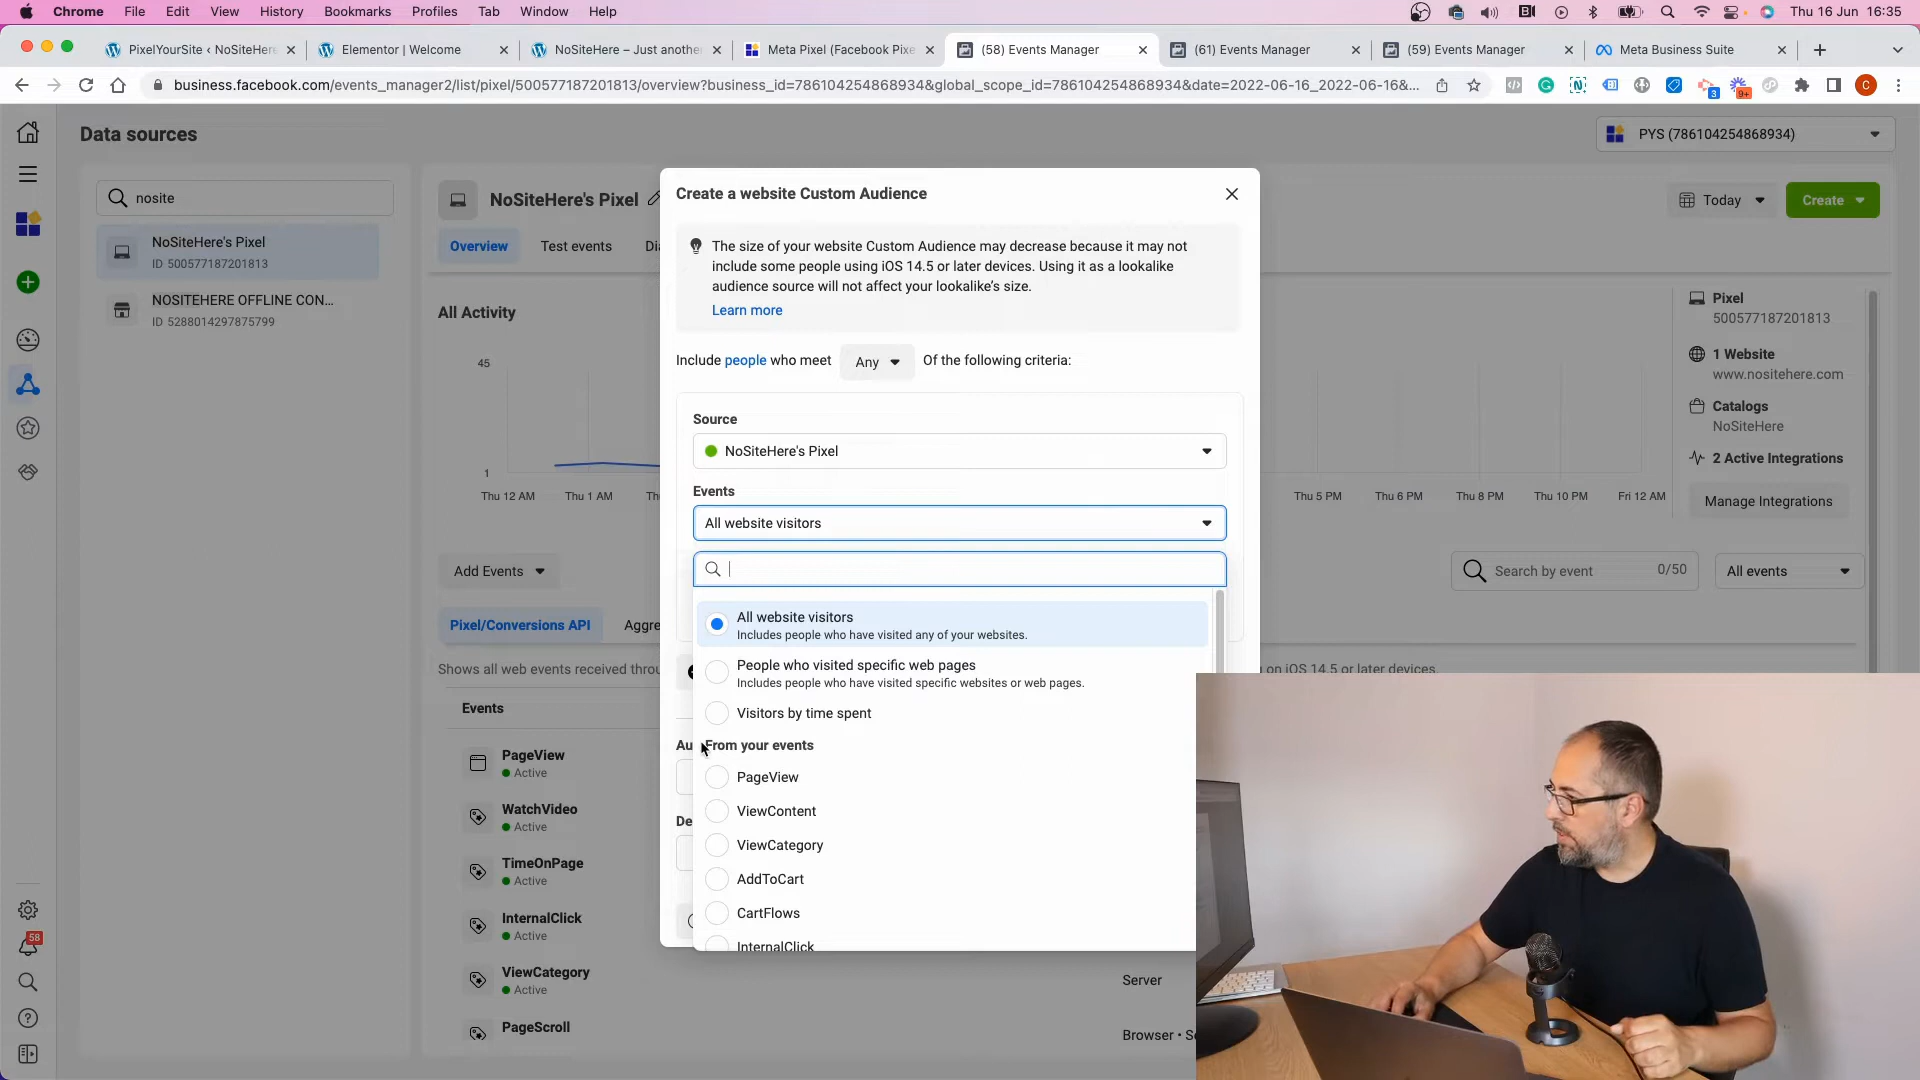 Chrome File Edit View History Bookmarks Profiles Tab Window Help Thu 16 Jun 16:35
PixelYourSite ‹ NoSiteHere
Elementor | Welcome
NoSiteHere – Just another
Meta Pixel (Facebook Pixe
(58) Events Manager
(61) Events Manager
(59) Events Manager
Meta Business Suite
business.facebook.com/events_manager2/list/pixel/500577187201813/overview?business_id=786104254868934&global_scope_id=786104254868934&date=2022-06-16_2022-06-16&...
3
9+
C
Data sources
PYS (786104254868934)
nosite
NoSiteHere's Pixel
ID 500577187201813
NOSITEHERE OFFLINE CON...
ID 5288014297875799
58
NoSiteHere's Pixel
Today
Create
Overview
Test events
Di
All Activity
45
1
Thu 12 AM
Thu 1 AM
Th
Thu 5 PM
Thu 6 PM
Thu 8 PM
Thu 10 PM
Fri 12 AM
Pixel
500577187201813
1 Website
www.nositehere.com
Catalogs
NoSiteHere
2 Active Integrations
Manage Integrations
Add Events
Search by event
0/50
All events
Pixel/Conversions API
Aggre
Shows all web events received throu
on iOS 14.5 or later devices.
Events
PageView
Active
WatchVideo
Active
TimeOnPage
Active
InternalClick
Active
ViewCategory
Active
PageScroll
Server
Browser • Se
Create a website Custom Audience
The size of your website Custom Audience may decrease because it may not
include some people using iOS 14.5 or later devices. Using it as a lookalike
audience source will not affect your lookalike's size.
Learn more
Include people who meet Any Of the following criteria:
Source
NoSiteHere's Pixel
Events
All website visitors
All website visitors
Includes people who have visited any of your websites.
People who visited specific web pages
Includes people who have visited specific websites or web pages.
Visitors by time spent
Au
From your events
PageView
ViewContent
De
ViewCategory
AddToCart
CartFlows
InternalClick